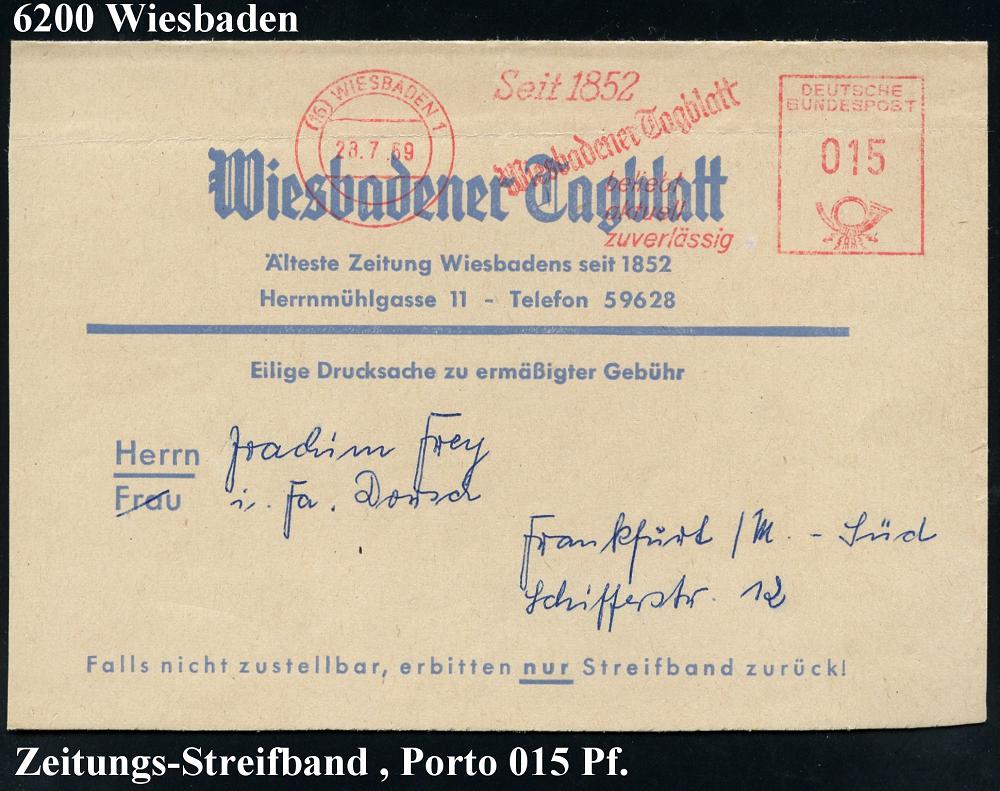 6200 Wiesbaden
(16) WIESBADEN 1
28.7.69
Seit 1852
Wiesbadener Tagblatt
beliebt
aktuell
zuverlässig
DEUTSCHE
BUNDESPOST
015
Wiesbadener Tagblatt
Älteste Zeitung Wiesbadens seit 1852
Herrnmühlgasse 11 - Telefon 59628
Eilige Drucksache zu ermäßigter Gebühr
Herrn Joachim Frey
Frau i. Fa. Dorsch
Frankfurt /M. - Süd
Schifferstr. 12
Falls nicht zustellbar, erbitten nur Streifband zurück!
Zeitungs-Streifband , Porto 015 Pf.